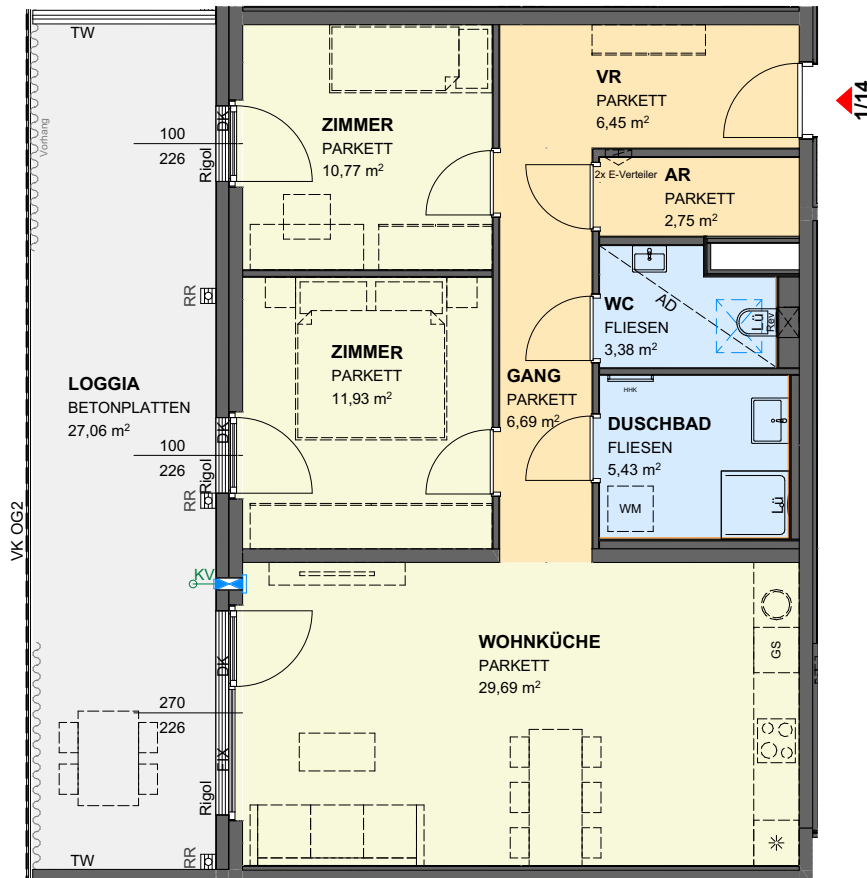 TW
Vorhang
100
226
DK
Rigol
ZIMMER
PARKETT
10,77 m²
VR
PARKETT
6,45 m²
1/14
2x E-Verteiler
AR
PARKETT
2,75 m²
RR
WC
FLIESEN
3,38 m²
AD
Lü
Rev
LOGGIA
BETONPLATTEN
27,06 m²
ZIMMER
PARKETT
11,93 m²
GANG
PARKETT
6,69 m²
HHK
DUSCHBAD
FLIESEN
5,43 m²
WM
Lü
100
226
DK
Rigol
RR
VK OG2
KV
WOHNKÜCHE
PARKETT
29,69 m²
GS
DK
270
226
FIX
Rigol
RR
TW